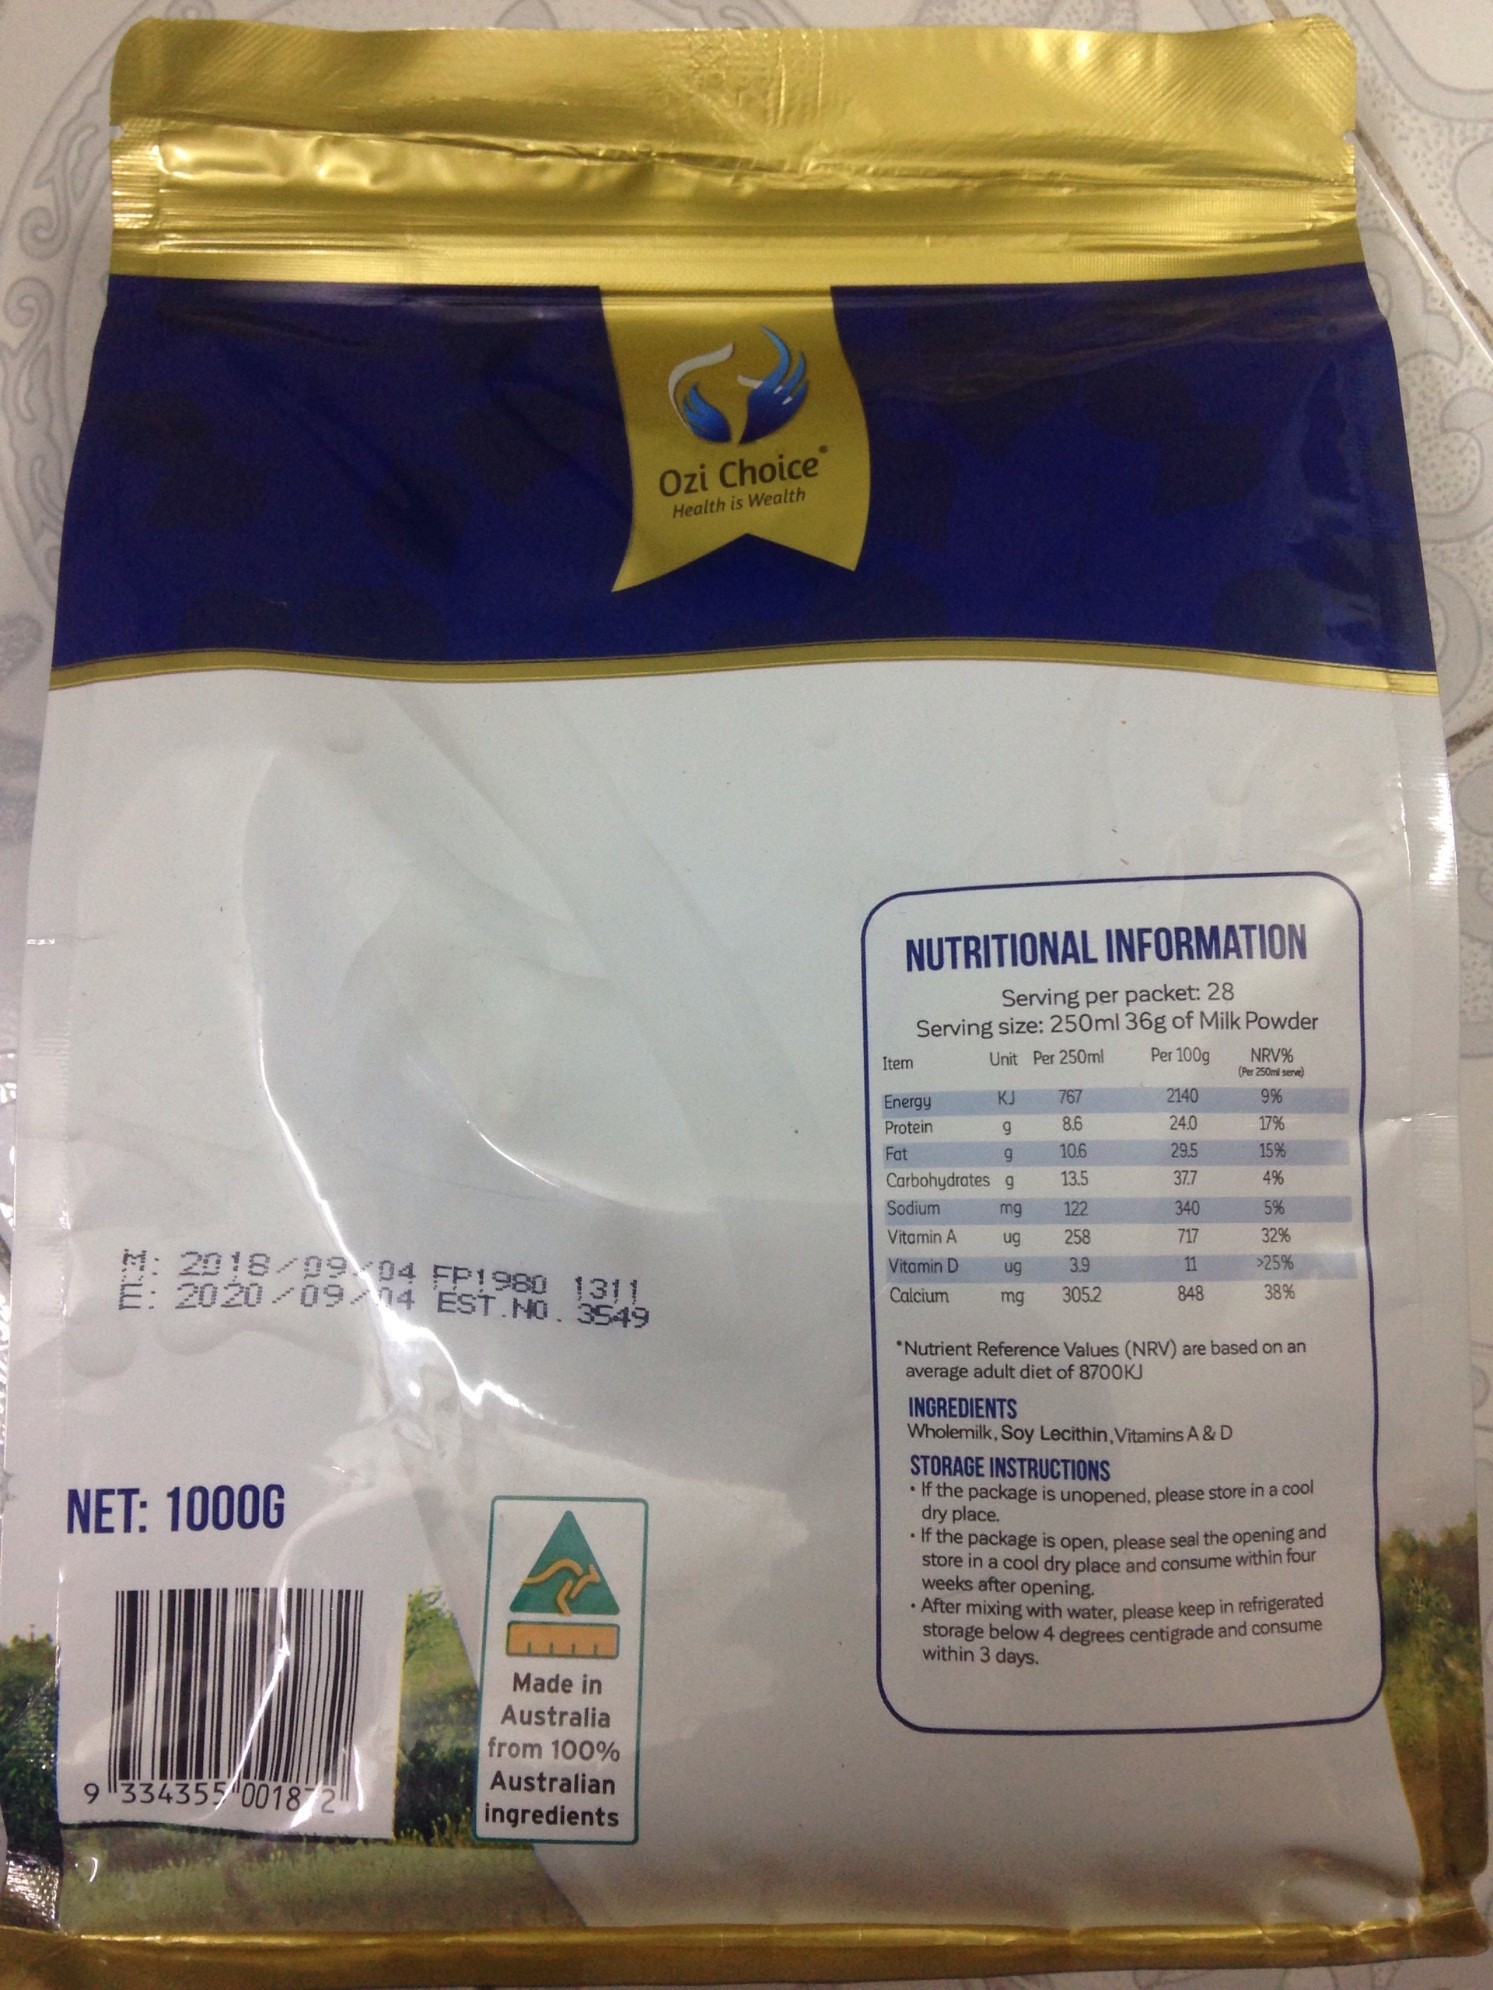 Ozi Choice®
Health is Wealth
NUTRITIONAL INFORMATION
Serving per packet: 28
Serving size: 250ml 36g of Milk Powder
Item Unit Per 250ml Per 100g NRV%
(Per 250ml serve)
Energy KJ 767 2140 9%
Protein g 8.6 24.0 17%
Fat g 10.6 29.5 15%
Carbohydrates g 13.5 37.7 4%
Sodium mg 122 340 5%
Vitamin A ug 258 717 32%
Vitamin D ug 3.9 11 >25%
Calcium mg 305.2 848 38%
*Nutrient Reference Values (NRV) are based on an
average adult diet of 8700KJ
INGREDIENTS
Wholemilk, Soy Lecithin, Vitamins A & D
STORAGE INSTRUCTIONS
• If the package is unopened, please store in a cool
dry place.
• If the package is open, please seal the opening and
store in a cool dry place and consume within four
weeks after opening.
• After mixing with water, please keep in refrigerated
storage below 4 degrees centigrade and consume
within 3 days.
M: 2018/09/04 FP1980 1311
E: 2020/09/04 EST.NO. 3549
NET: 1000G
Made in
Australia
from 100%
Australian
ingredients